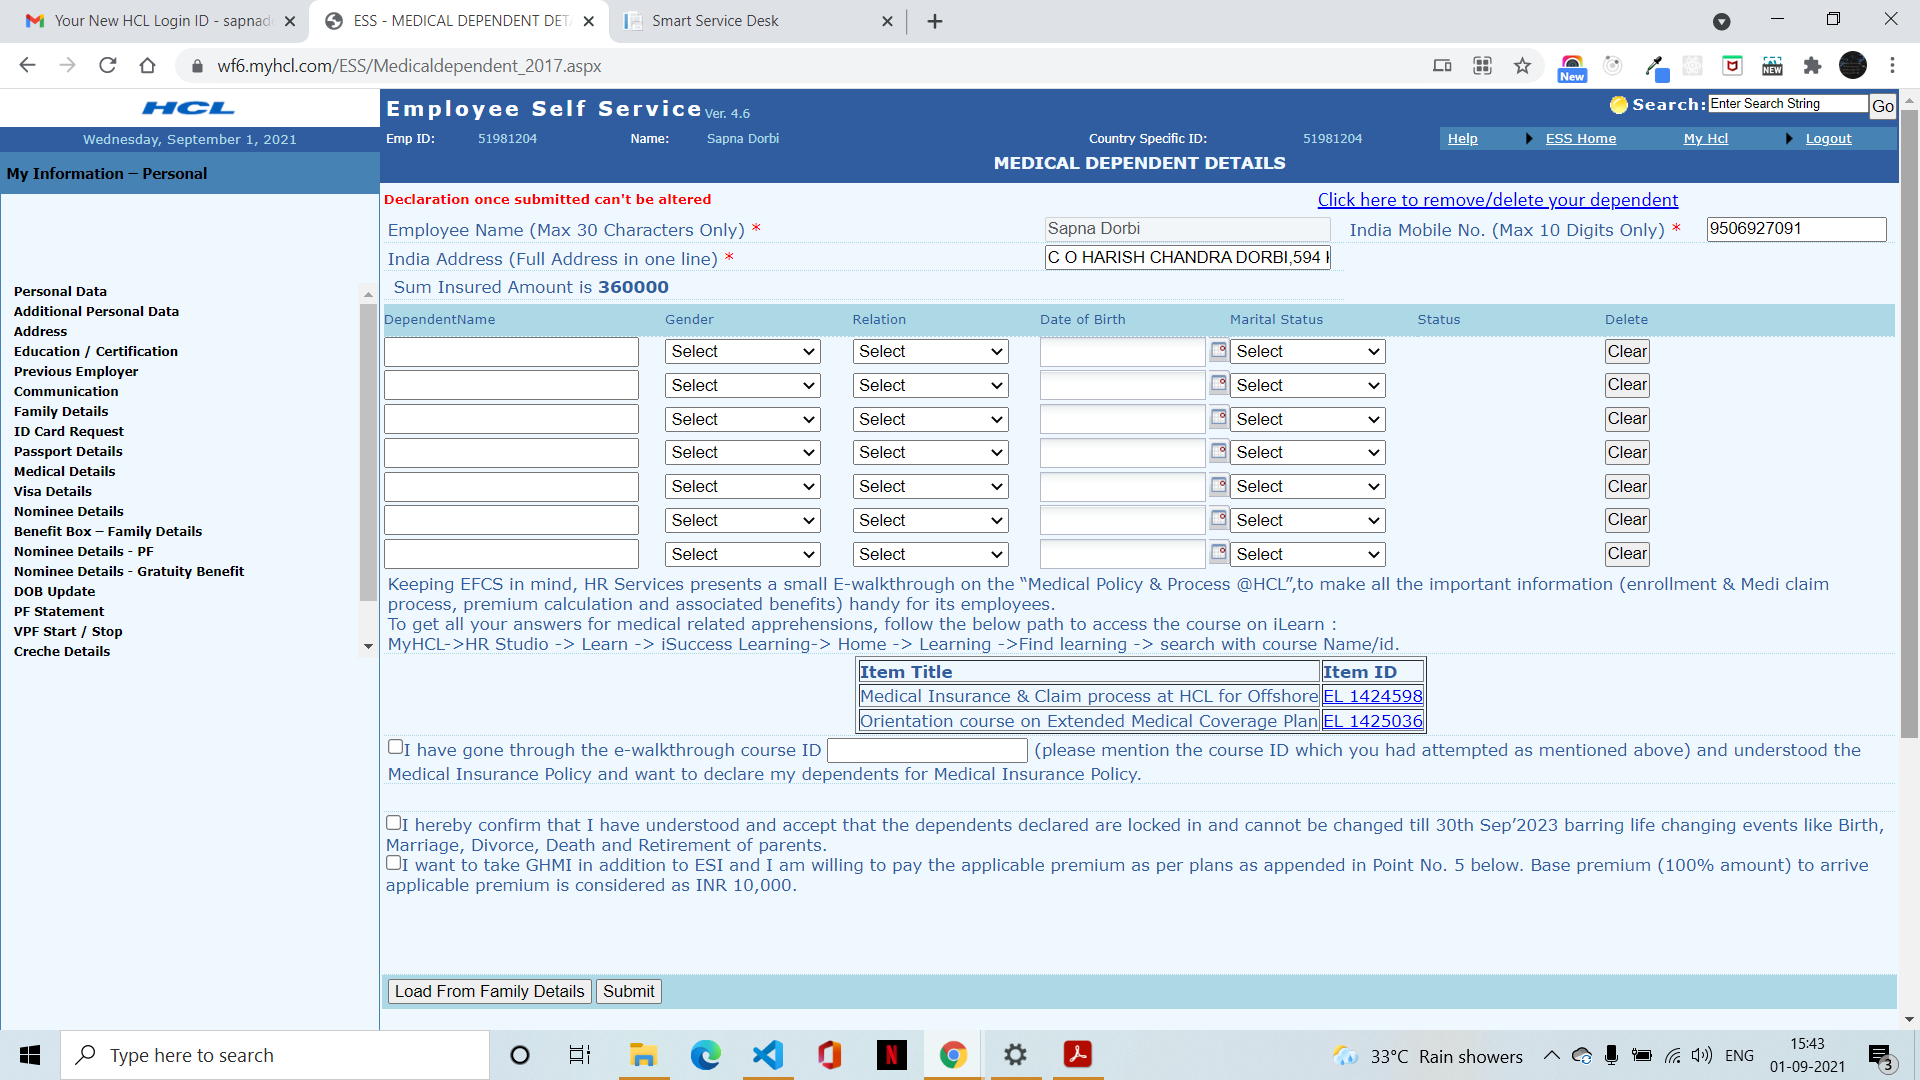 Your New HCL Login ID - sapnad
ESS - MEDICAL DEPENDENT DET
Smart Service Desk
wf6.myhcl.com/ESS/Medicaldependent_2017.aspx
New
NEW
HCL
Wednesday, September 1, 2021
My Information – Personal
Personal Data
Additional Personal Data
Address
Education / Certification
Previous Employer
Communication
Family Details
ID Card Request
Passport Details
Medical Details
Visa Details
Nominee Details
Benefit Box – Family Details
Nominee Details - PF
Nominee Details - Gratuity Benefit
DOB Update
PF Statement
VPF Start / Stop
Creche Details
Employee Self Service Ver. 4.6
Search: Enter Search String Go
Emp ID: 51981204 Name: Sapna Dorbi Country Specific ID: 51981204 Help ESS Home My Hcl Logout
MEDICAL DEPENDENT DETAILS
Declaration once submitted can't be altered Click here to remove/delete your dependent
Employee Name (Max 30 Characters Only) * Sapna Dorbi India Mobile No. (Max 10 Digits Only) * 9506927091
India Address (Full Address in one line) * C O HARISH CHANDRA DORBI,594
Sum Insured Amount is 360000
DependentName Gender Relation Date of Birth Marital Status Status Delete
Select Select Select Clear
Select Select Select Clear
Select Select Select Clear
Select Select Select Clear
Select Select Select Clear
Select Select Select Clear
Select Select Select Clear
Keeping EFCS in mind, HR Services presents a small E-walkthrough on the “Medical Policy & Process @HCL”,to make all the important information (enrollment & Medi claim
process, premium calculation and associated benefits) handy for its employees.
To get all your answers for medical related apprehensions, follow the below path to access the course on iLearn :
MyHCL->HR Studio -> Learn -> iSuccess Learning-> Home -> Learning ->Find learning -> search with course Name/id.
Item Title Item ID
Medical Insurance & Claim process at HCL for Offshore EL 1424598
Orientation course on Extended Medical Coverage Plan EL 1425036
I have gone through the e-walkthrough course ID (please mention the course ID which you had attempted as mentioned above) and understood the
Medical Insurance Policy and want to declare my dependents for Medical Insurance Policy.
I hereby confirm that I have understood and accept that the dependents declared are locked in and cannot be changed till 30th Sep’2023 barring life changing events like Birth,
Marriage, Divorce, Death and Retirement of parents.
I want to take GHMI in addition to ESI and I am willing to pay the applicable premium as per plans as appended in Point No. 5 below. Base premium (100% amount) to arrive
applicable premium is considered as INR 10,000.
Load From Family Details Submit
Type here to search
N
33°C Rain showers
ENG
15:43
01-09-2021
3